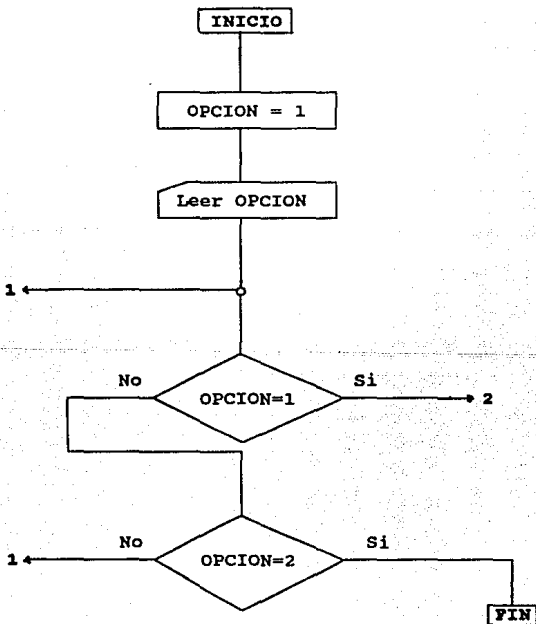 INICIO
OPCION = 1
Leer OPCION
1
No
Si
OPCION=1
2
No
Si
1
OPCION=2
FIN